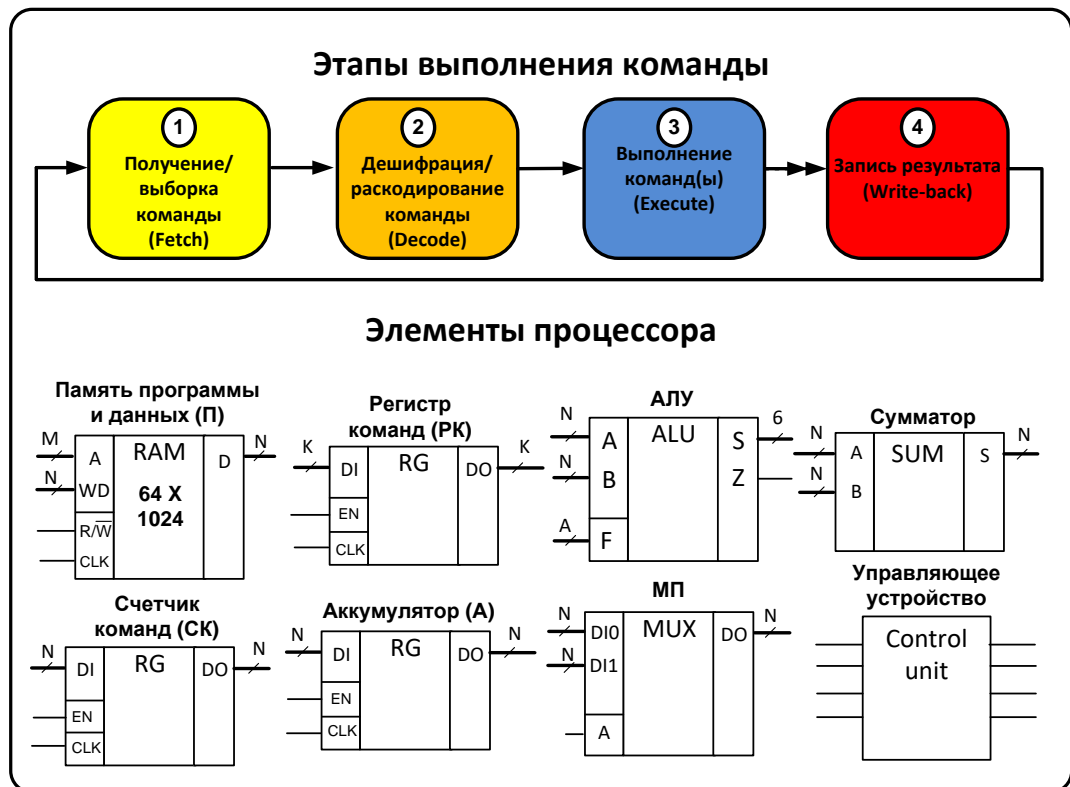 Этапы выполнения команды
1
Получение/
выборка
команды
(Fetch)
2
Дешифрация/
раскодирование
команды
(Decode)
3
Выполнение
команд(ы)
(Execute)
4
Запись результата
(Write-back)
Элементы процессора
Память программы
и данных (П)
M
N
A
WD
R/W̅
CLK
RAM
64 X
1024
D
N
Регистр
команд (РК)
K
DI
EN
CLK
RG
DO
K
АЛУ
N
N
A
A
B
F
ALU
S
Z
6
Сумматор
N
N
A
B
SUM
S
N
Счетчик
команд (СК)
N
DI
EN
CLK
RG
DO
N
Аккумулятор (А)
N
DI
EN
CLK
RG
DO
N
МП
N
N
DI0
DI1
A
MUX
DO
N
Управляющее
устройство
Control
unit